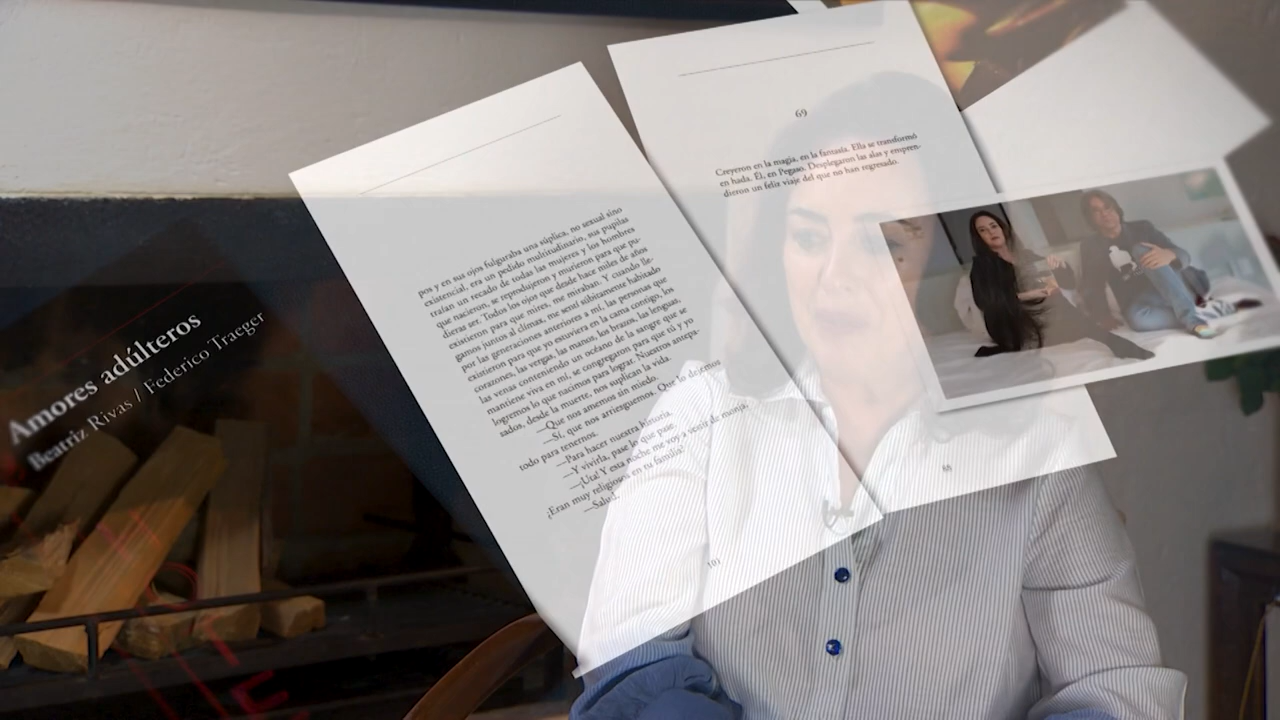 Amores adúlteros
Beatriz Rivas / Federico Traeger
pos y en sus ojos fulguraba una súplica, no sexual sino
existencial, era un pedido multitudinario, sus pupilas
traían un recado de todas las mujeres y los hombres
que nacieron, se reprodujeron y murieron para que pu-
dieras ser. Todos los ojos que desde hace miles de años
existieron para que mires, me miraban. Y cuando lle-
gamos juntos al clímax, me sentí súbitamente habitado
por las generaciones anteriores a mí, las personas que
existieron para que yo estuviera en la cama contigo, los
corazones, las vergas, las manos, los brazos, las lenguas,
las venas conteniendo un océano de la sangre que se
mantiene viva en mí, se congregaron para que tú y yo
logremos lo que nacimos para lograr. Nuestros antepa-
sados, desde la muerte, nos suplican la vida.
—Que nos amemos sin miedo.
—Sí, que nos arriesguemos. Que lo dejemos
todo para tenernos.
—Para hacer nuestra historia.
—Y vivirla, pase lo que pase.
—¡Uta! Y esta noche me voy a vestir de monja.
¿Eran muy religiosos en tu familia?
—Salud.
101
69
Creyeron en la magia, en la fantasía. Ella se transformó
en hada. Él, en Pegaso. Desplegaron las alas y empren-
dieron un feliz viaje del que no han regresado.